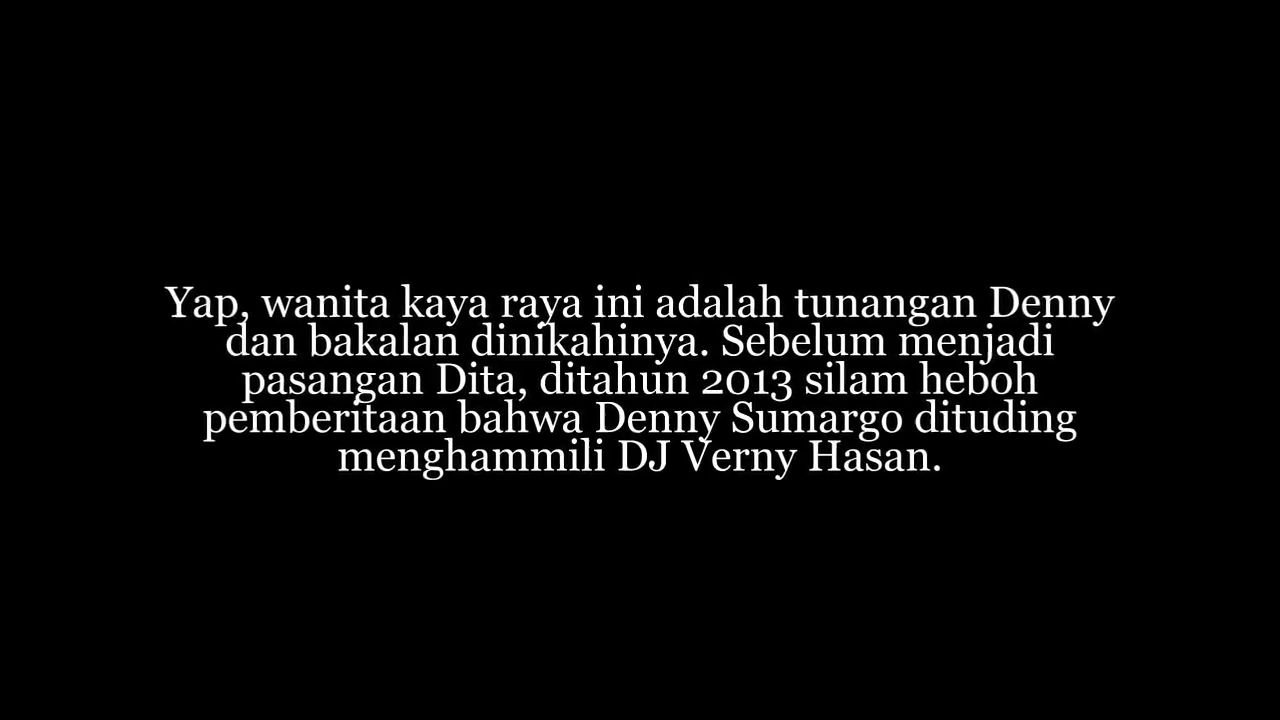 Yap, wanita kaya raya ini adalah tunangan Denny
dan bakalan dinikahinya. Sebelum menjadi
pasangan Dita, ditahun 2013 silam heboh
pemberitaan bahwa Denny Sumargo dituding
menghammili DJ Verny Hasan.